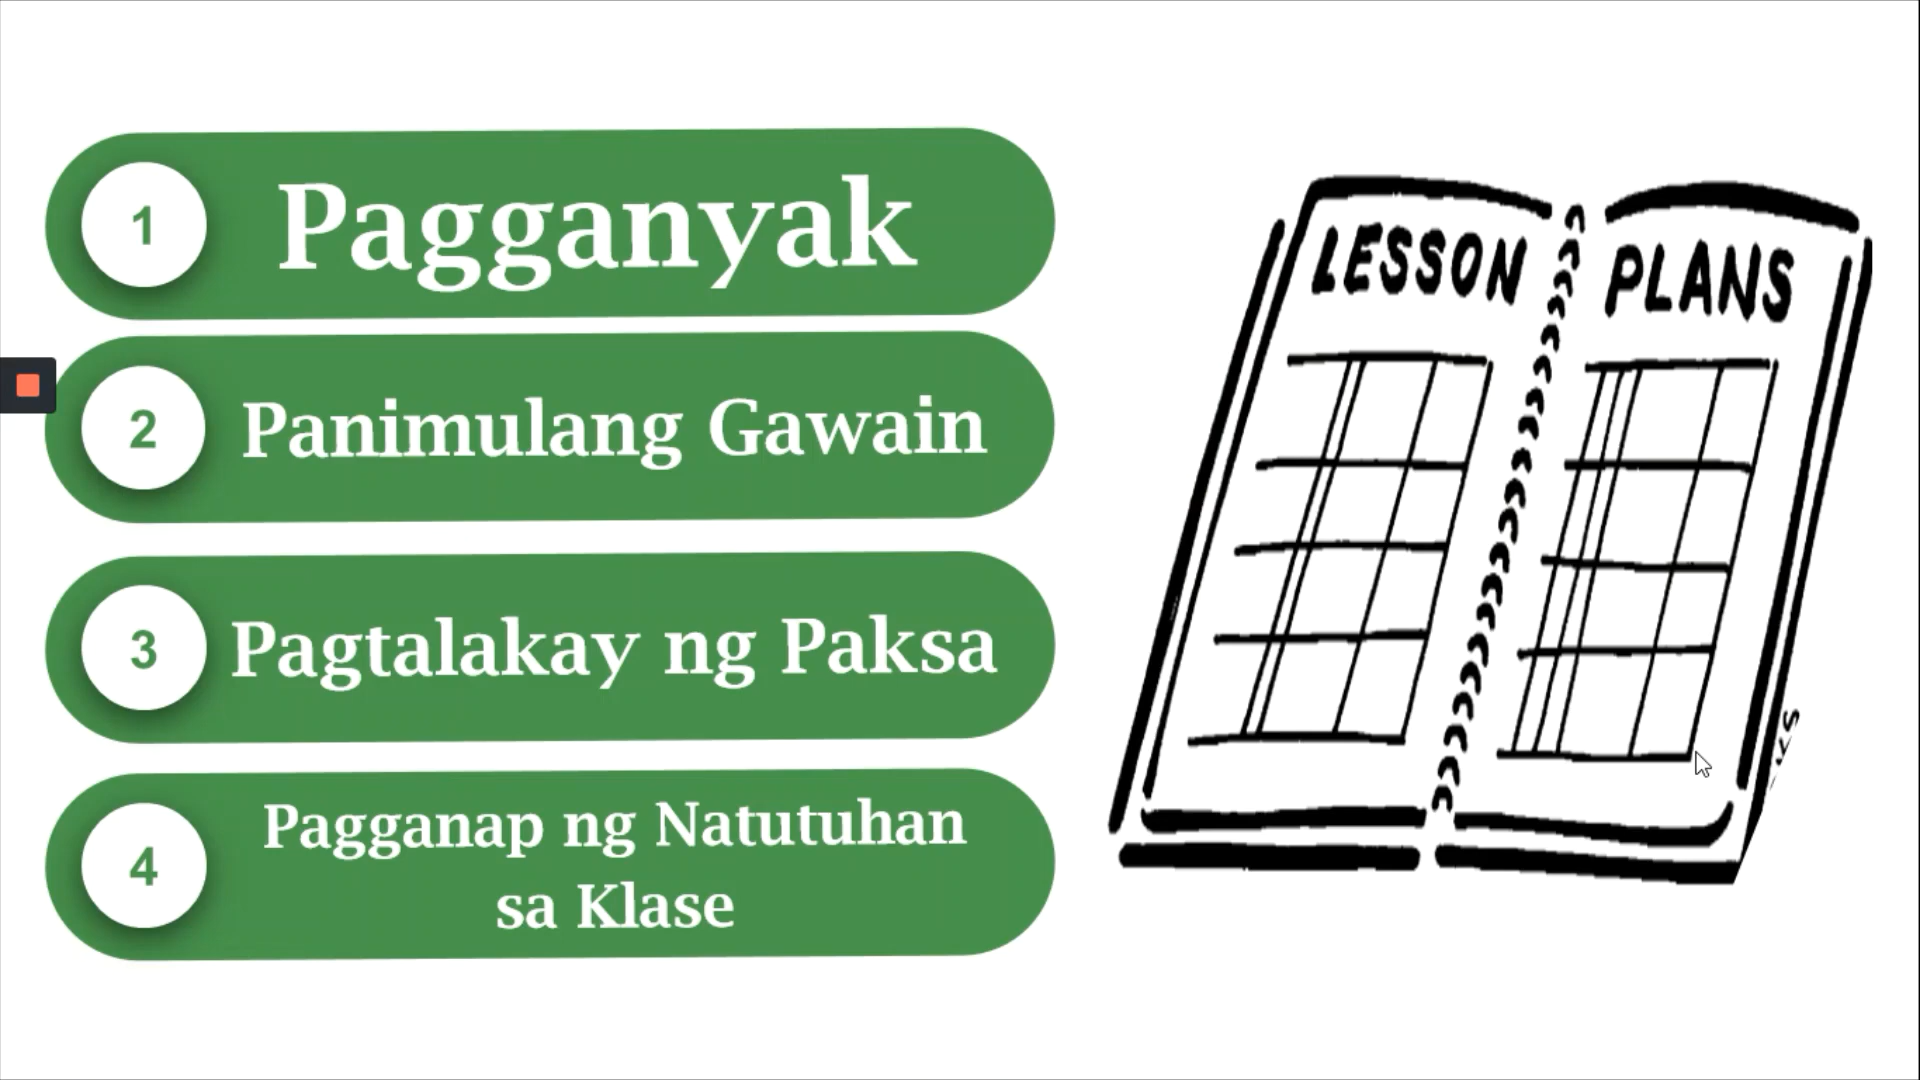 1
Pagganyak
2
Panimulang Gawain
3
Pagtalakay ng Paksa
4
Pagganap ng Natutuhan
sa Klase
LESSON PLANS